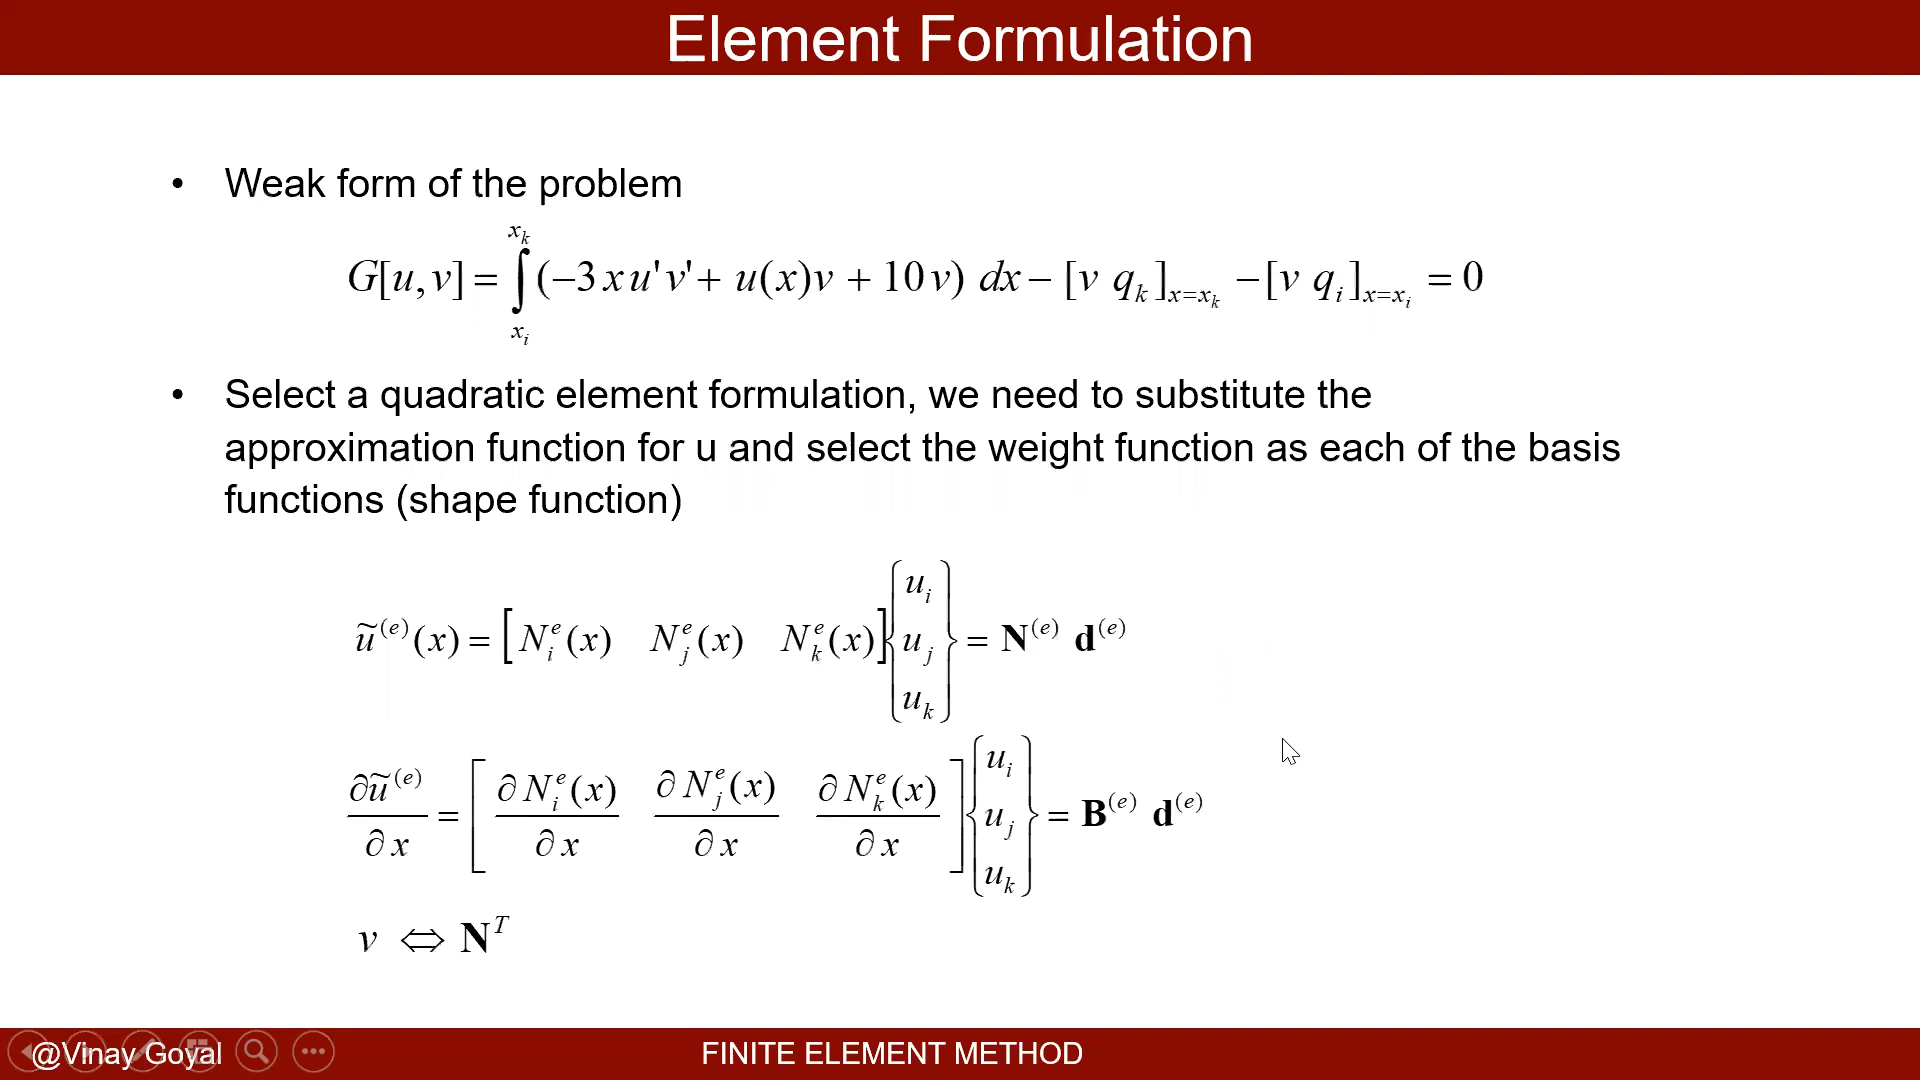 Element Formulation
• Weak form of the problem
G[u, v] = ∫_{x_i}^{x_k} (−3 x u' v' + u(x)v + 10 v) dx − [v q_k]_{x=x_k} − [v q_i]_{x=x_i} = 0
• Select a quadratic element formulation, we need to substitute the
approximation function for u and select the weight function as each of the basis
functions (shape function)
ũ^{(e)}(x) = [N_i^e(x) N_j^e(x) N_k^e(x)] {u_i u_j u_k} = N^{(e)} d^{(e)}
∂ũ^{(e)}/∂x = [∂N_i^e(x)/∂x ∂N_j^e(x)/∂x ∂N_k^e(x)/∂x] {u_i u_j u_k} = B^{(e)} d^{(e)}
v ⇔ N^T
@Vinay Goyal
FINITE ELEMENT METHOD